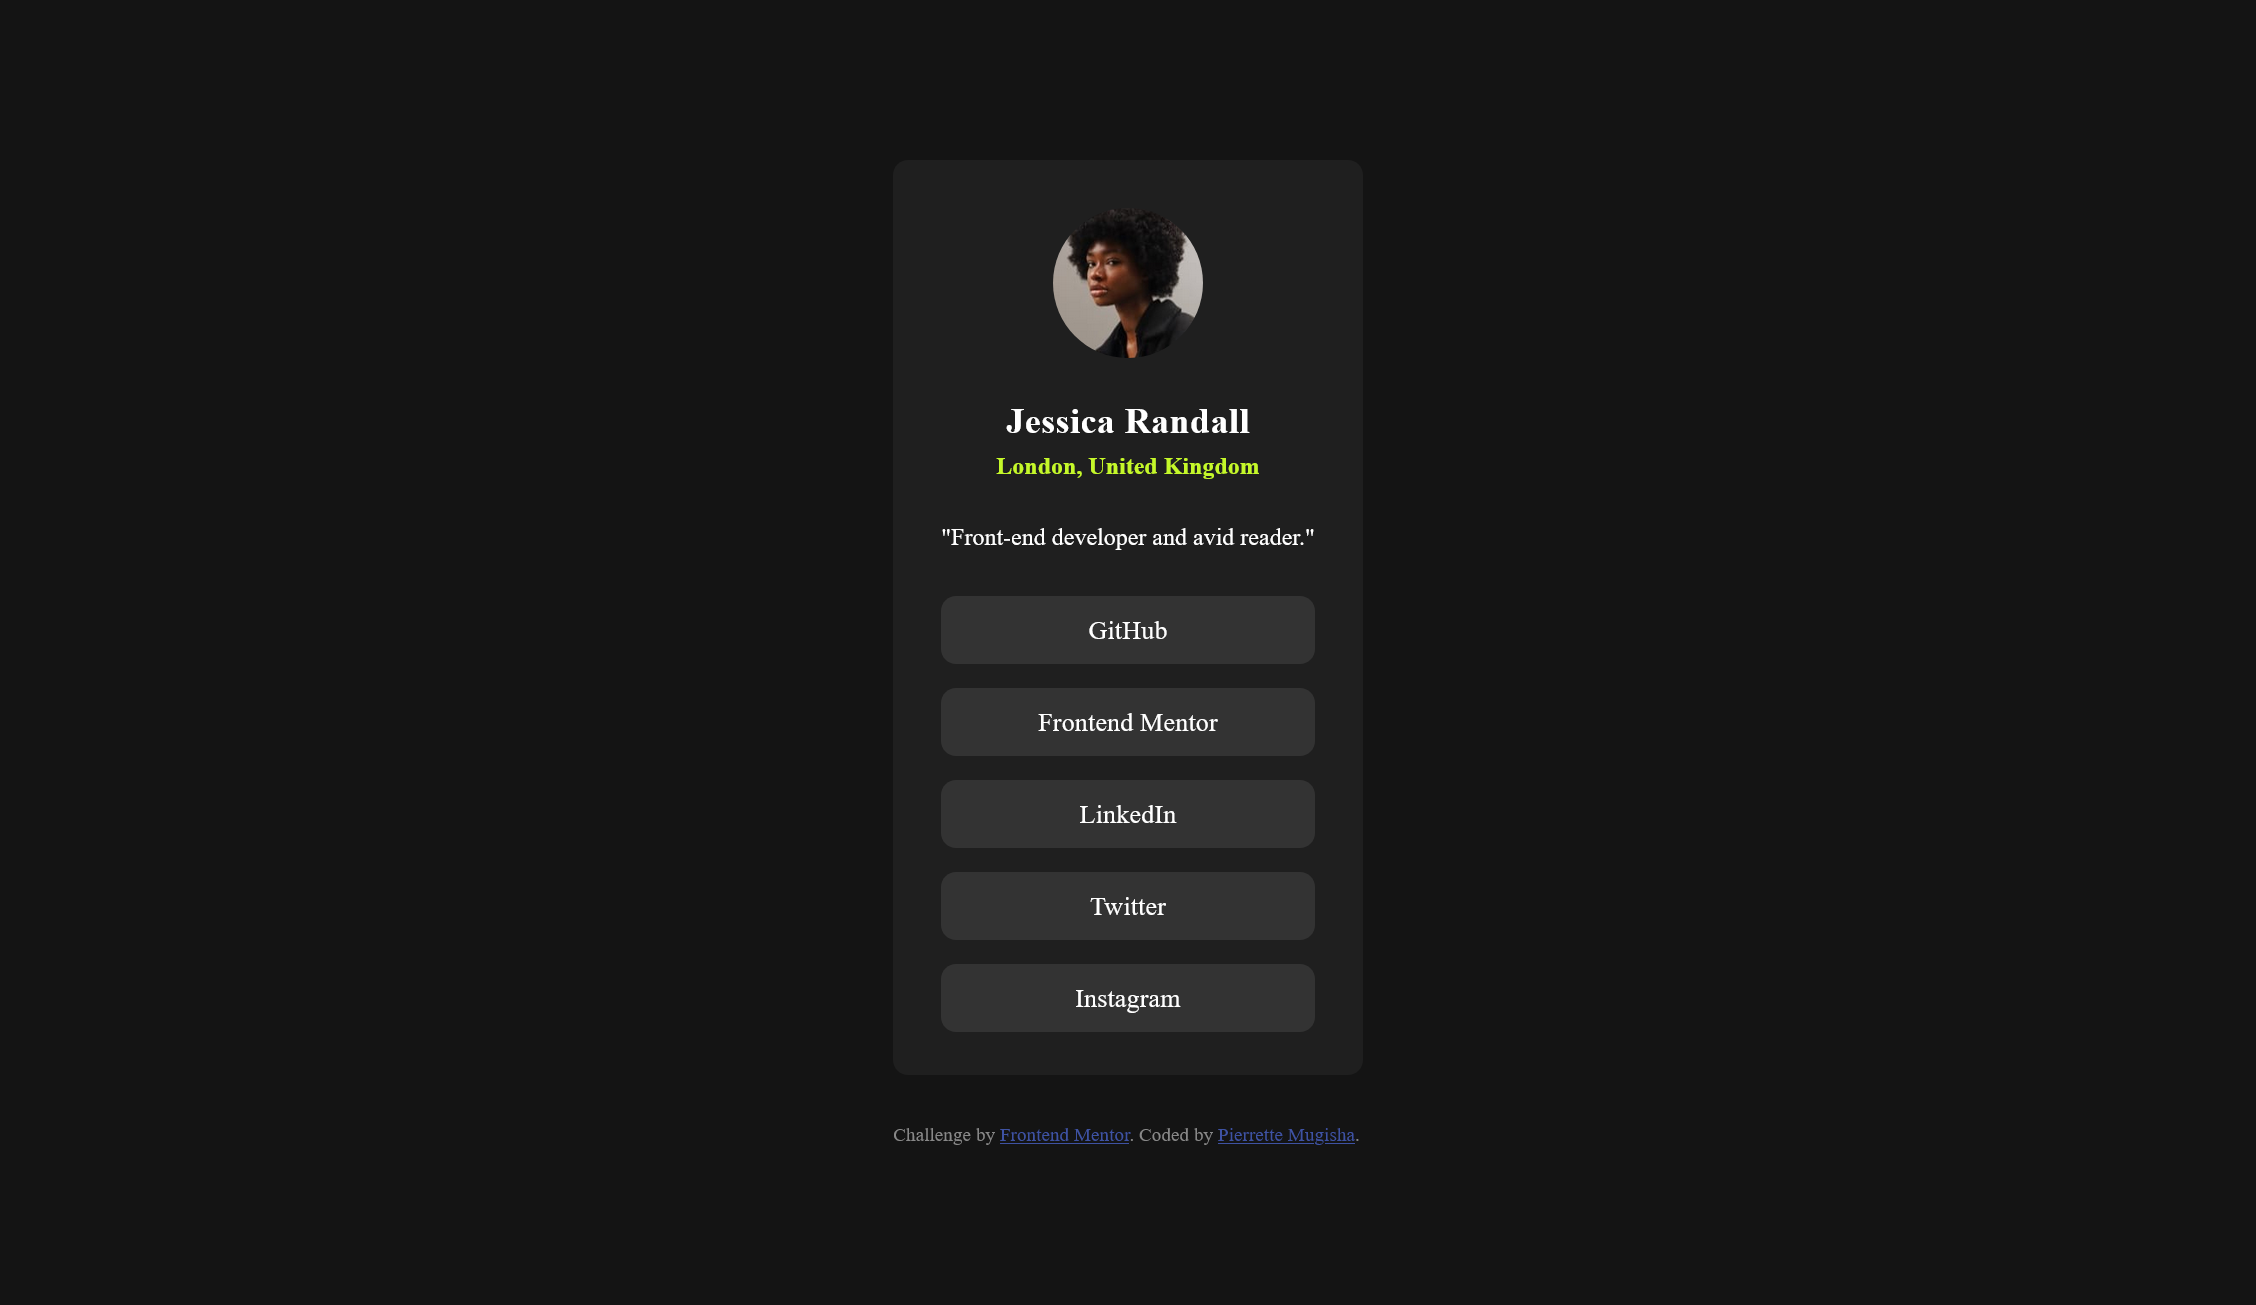 Jessica Randall
London, United Kingdom
"Front-end developer and avid reader."
GitHub
Frontend Mentor
LinkedIn
Twitter
Instagram
Challenge by Frontend Mentor. Coded by Pierrette Mugisha.